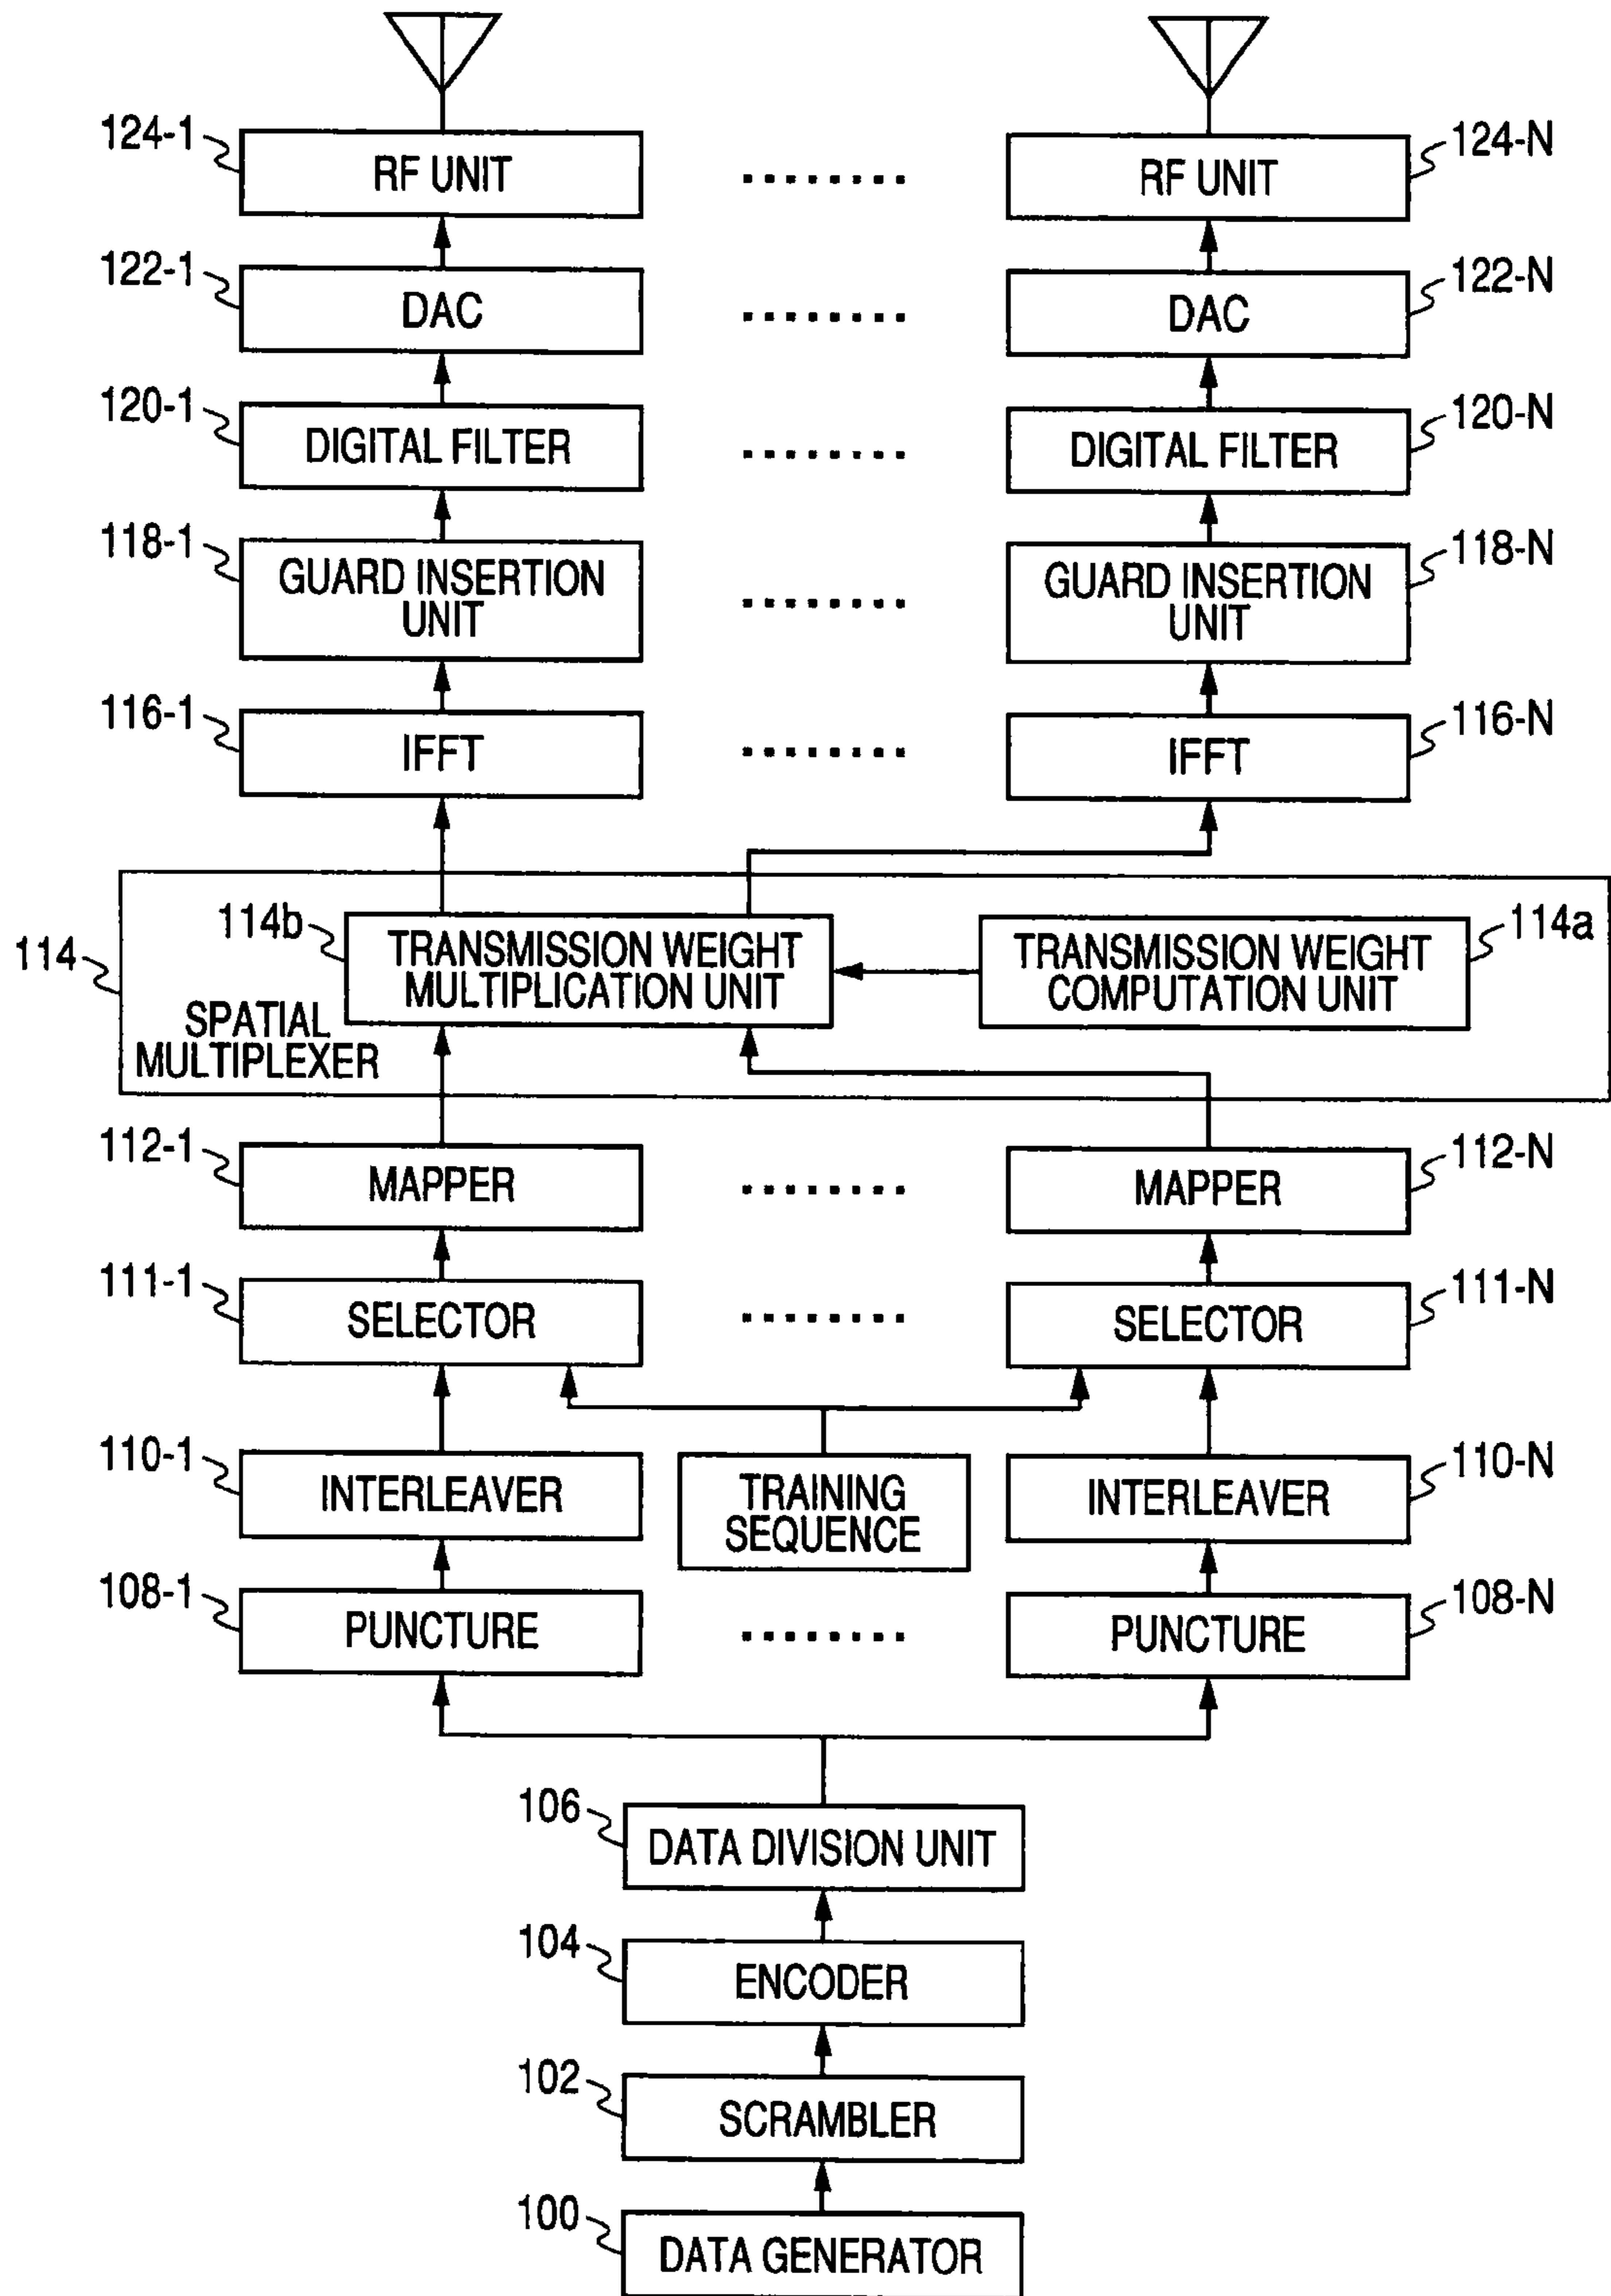 124-1
RF UNIT
RF UNIT
124-N
122-1
DAC
DAC
122-N
120-1
DIGITAL FILTER
DIGITAL FILTER
120-N
118-1
GUARD INSERTION
UNIT
GUARD INSERTION
UNIT
118-N
116-1
IFFT
IFFT
116-N
114
SPATIAL
MULTIPLEXER
114b
TRANSMISSION WEIGHT
MULTIPLICATION UNIT
TRANSMISSION WEIGHT
COMPUTATION UNIT
114a
112-1
MAPPER
MAPPER
112-N
111-1
SELECTOR
SELECTOR
111-N
110-1
INTERLEAVER
TRAINING
SEQUENCE
INTERLEAVER
110-N
108-1
PUNCTURE
PUNCTURE
108-N
106
DATA DIVISION UNIT
104
ENCODER
102
SCRAMBLER
100
DATA GENERATOR